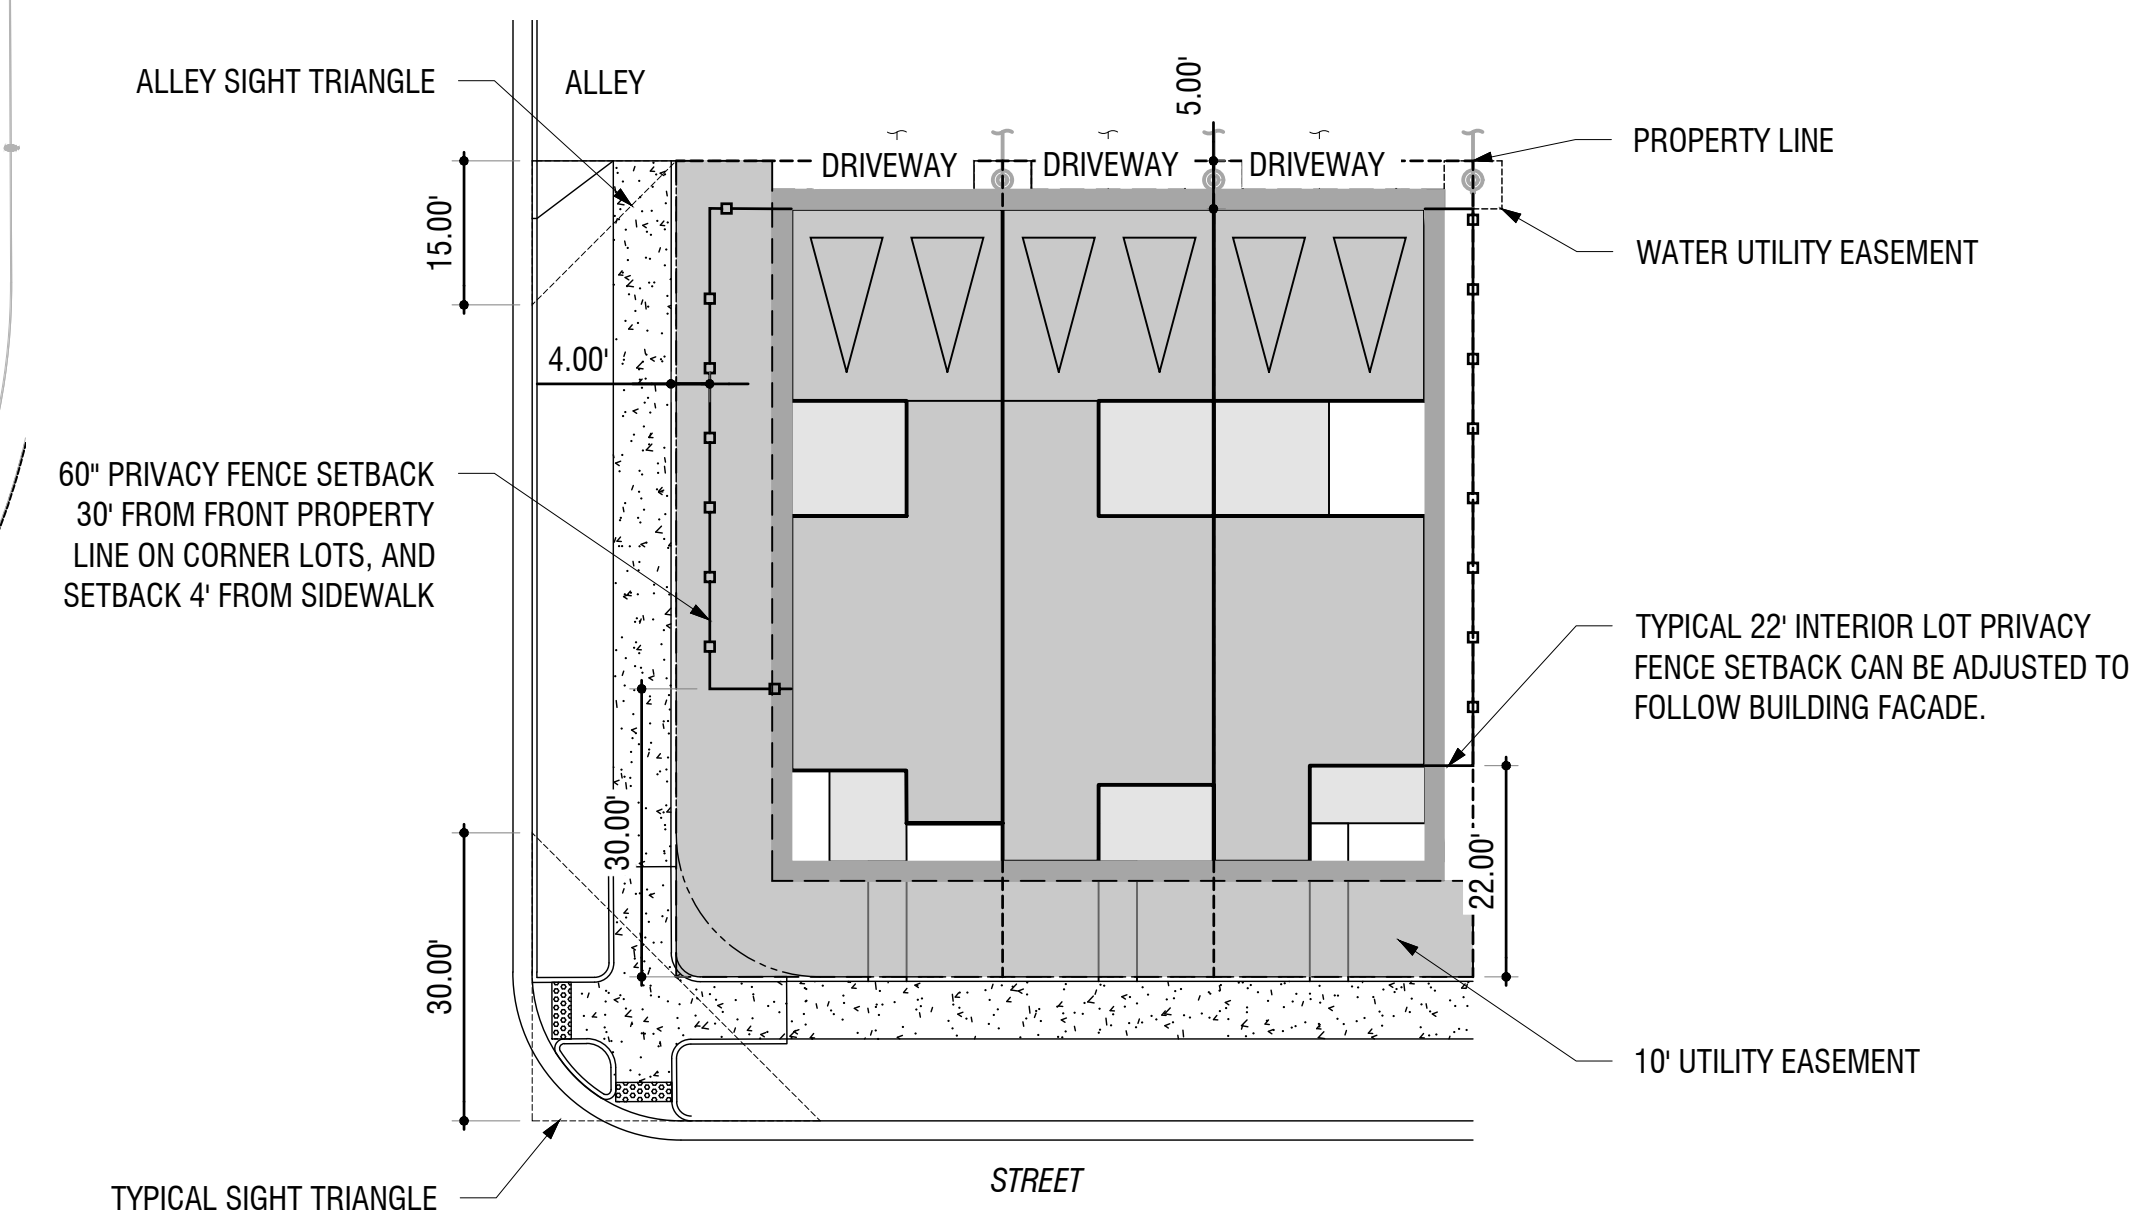 ALLEY SIGHT TRIANGLE
ALLEY
5.00'
PROPERTY LINE
DRIVEWAY
DRIVEWAY
DRIVEWAY
15.00'
WATER UTILITY EASEMENT
4.00'
60" PRIVACY FENCE SETBACK
30' FROM FRONT PROPERTY
LINE ON CORNER LOTS, AND
SETBACK 4' FROM SIDEWALK
TYPICAL 22' INTERIOR LOT PRIVACY
FENCE SETBACK CAN BE ADJUSTED TO
FOLLOW BUILDING FACADE.
30.00'
22.00'
30.00'
10' UTILITY EASEMENT
STREET
TYPICAL SIGHT TRIANGLE